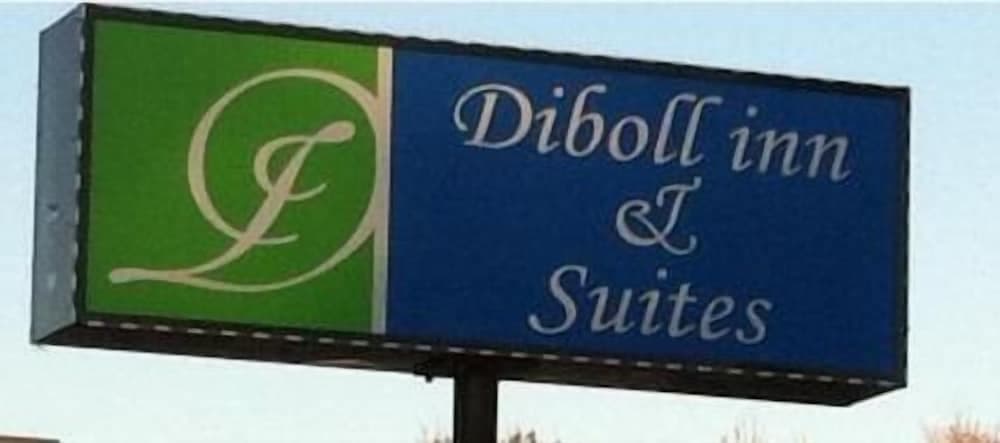 D
Diboll inn
&
Suites